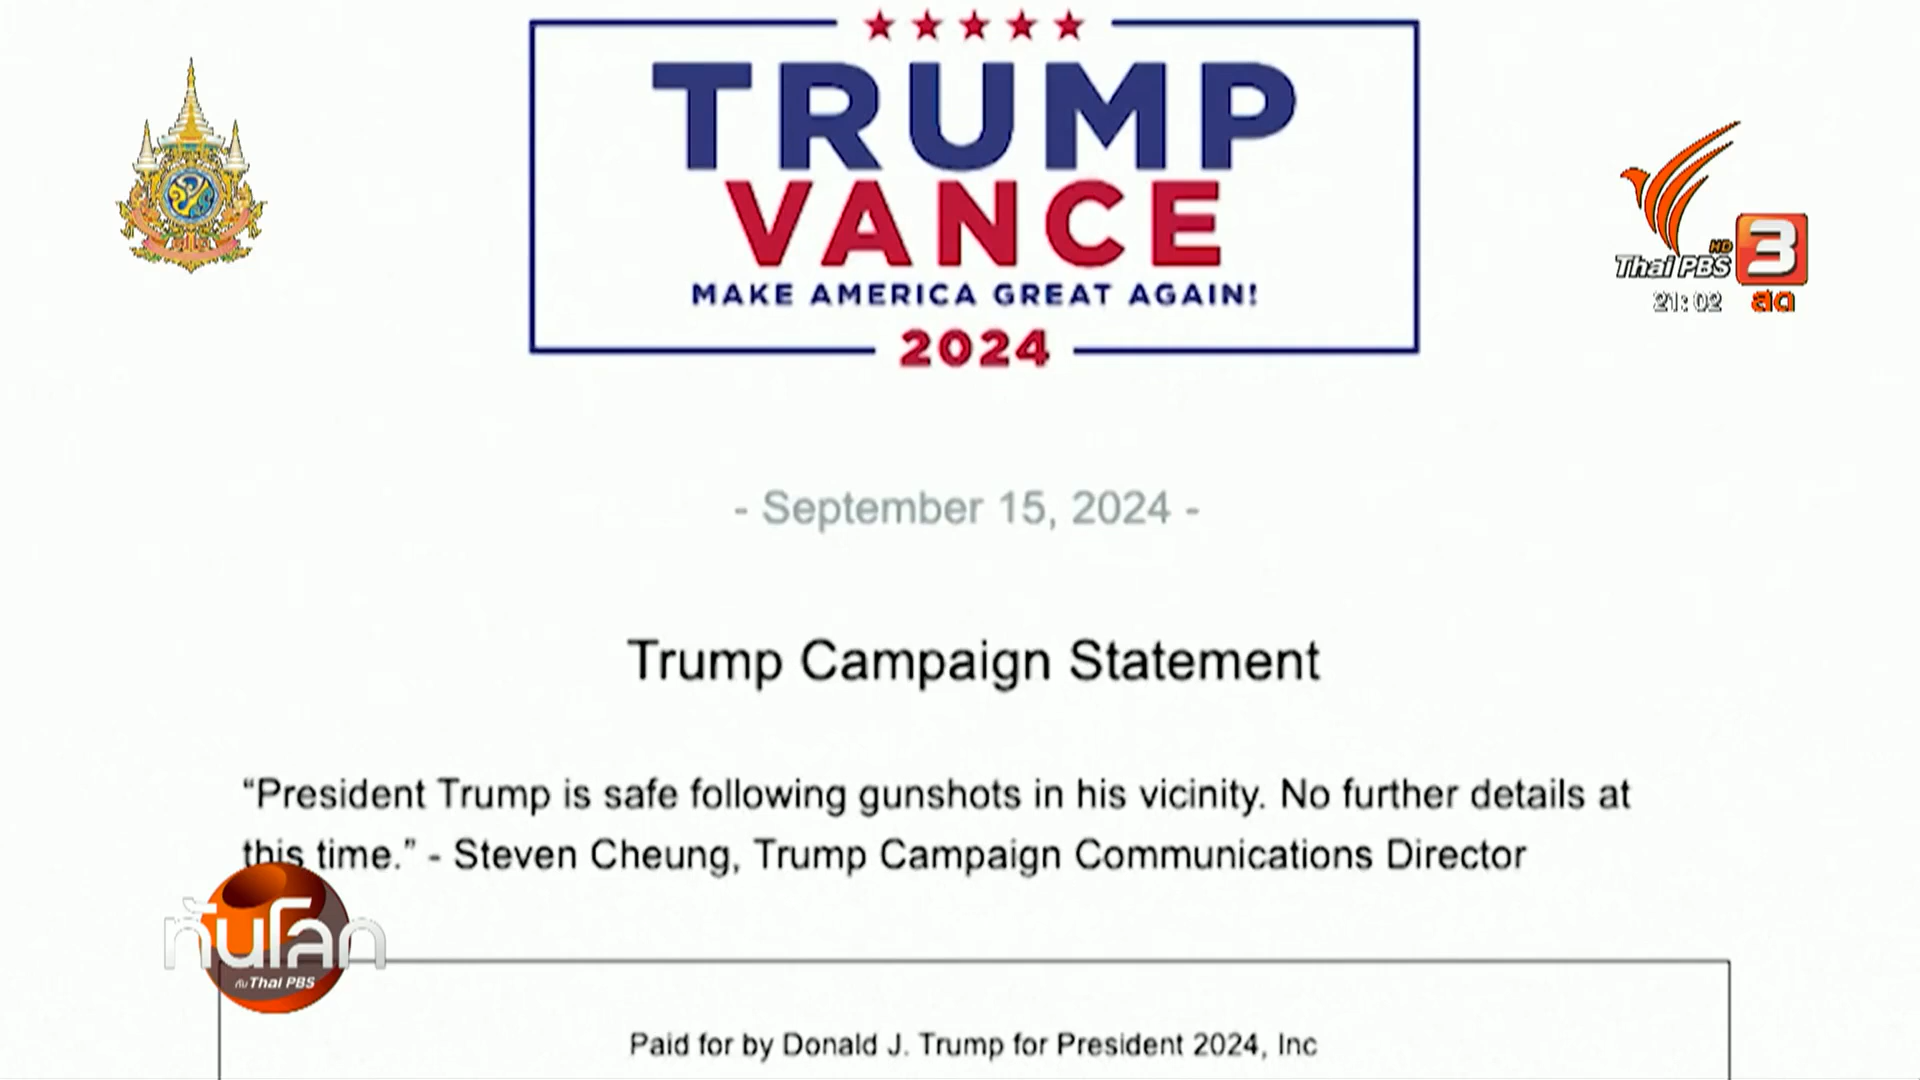 TRUMP
VANCE
MAKE AMERICA GREAT AGAIN!
2024
HD
Thai PBS 3
21:02 สด
- September 15, 2024 -
Trump Campaign Statement
“President Trump is safe following gunshots in his vicinity. No further details at
this time.” - Steven Cheung, Trump Campaign Communications Director
ทันโลก
กับ Thai PBS
Paid for by Donald J. Trump for President 2024, Inc